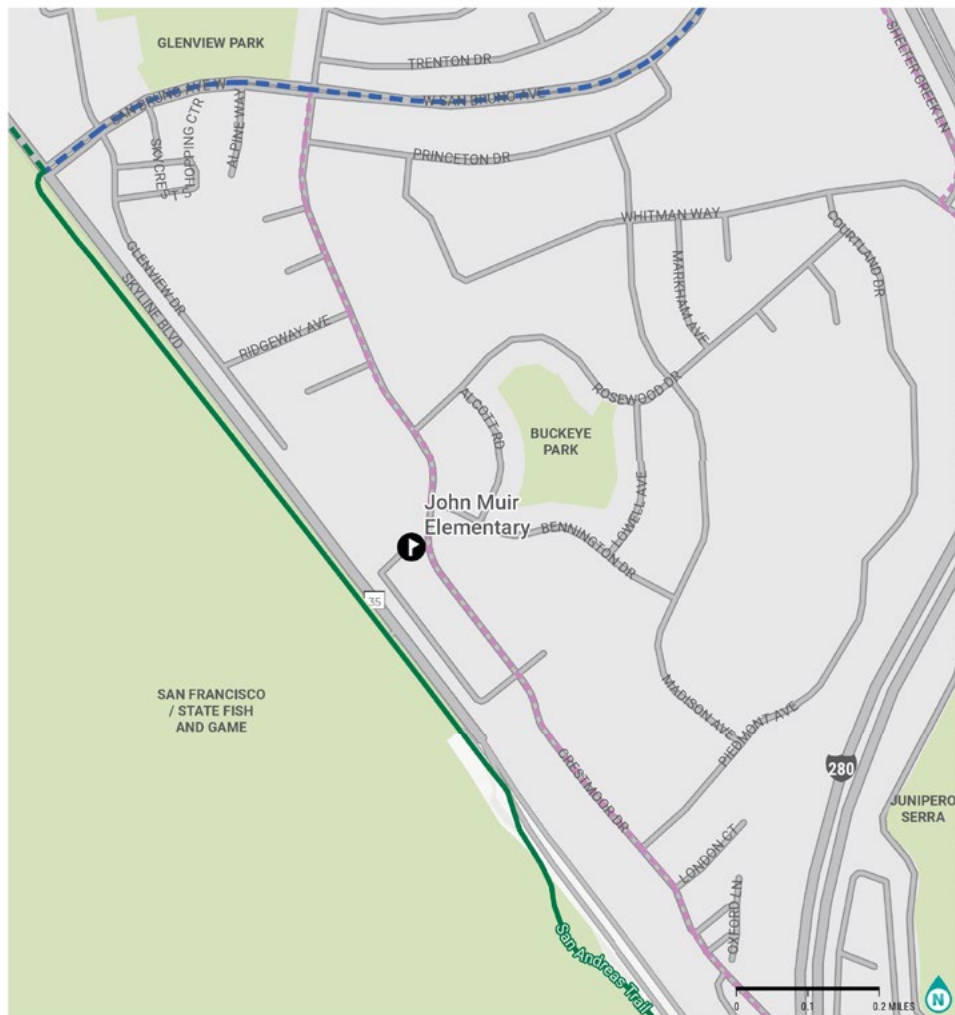 GLENVIEW PARK
TRENTON DR
SHELTER CREEK LN
SAN BRUNO AVE W
W SAN BRUNO AVE
SKYCREST SHOPPING CTR
ALPINE WAY
PRINCETON DR
WHITMAN WAY
COURTLAND DR
MARKHAM AVE
GLENVIEW DR
SKYLINE BLVD
RIDGEWAY AVE
ROSEWOOD DR
ALCOTT RD
BUCKEYE
PARK
John Muir
Elementary
LOWELL AVE
BENNINGTON DR
35
SAN FRANCISCO
/ STATE FISH
AND GAME
MADISON AVE
PIEDMONT AVE
280
CRESTMOOR DR
JUNIPERO
SERRA
LONDON CT
OXFORD LN
San Andreas Trail
0 0.1 0.2 MILES
N